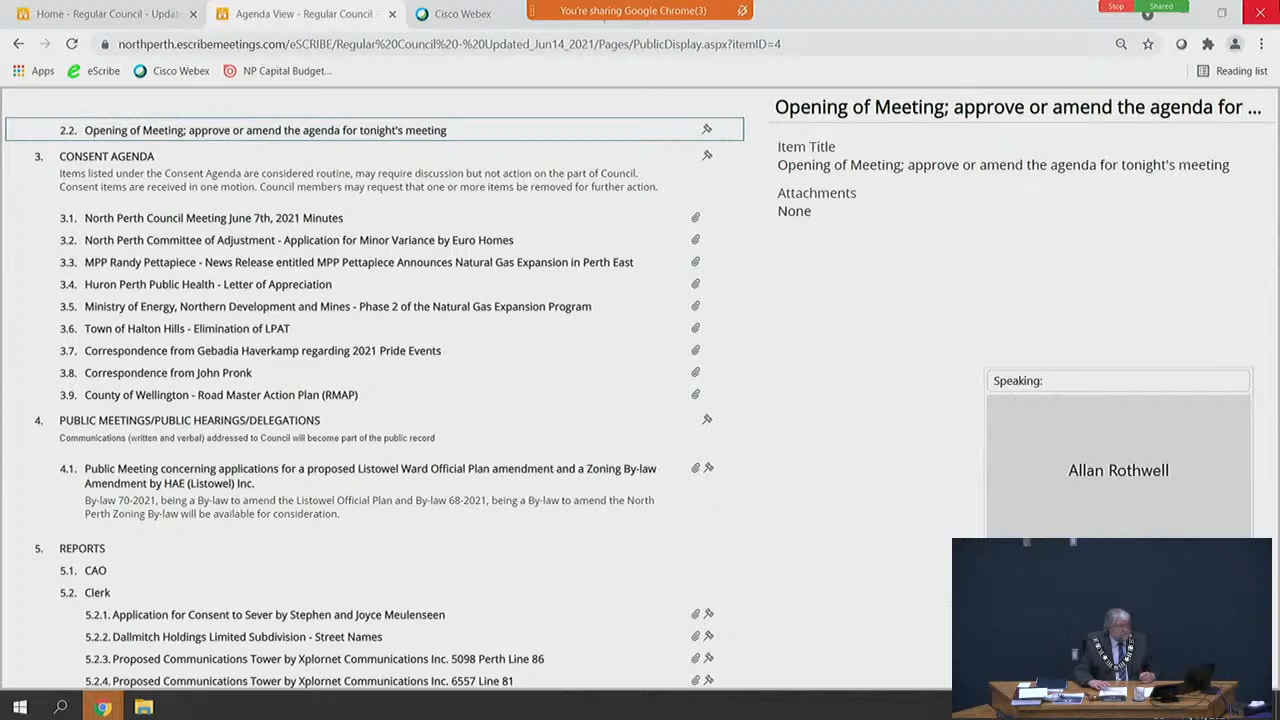 Home - Regular Council - Updat
Agenda View - Regular Council
Cisco Webex
You're sharing Google Chrome(3)
Stop
Shared
northperth.escribemeetings.com/eSCRIBE/Regular%20Council%20-%20Updated_Jun14_2021/Pages/PublicDisplay.aspx?itemID=4
Apps
eScribe
Cisco Webex
NP Capital Budget...
Reading list
2.2. Opening of Meeting; approve or amend the agenda for tonight's meeting
3. CONSENT AGENDA
Items listed under the Consent Agenda are considered routine, may require discussion but not action on the part of Council.
Consent items are received in one motion. Council members may request that one or more items be removed for further action.
3.1. North Perth Council Meeting June 7th, 2021 Minutes
3.2. North Perth Committee of Adjustment - Application for Minor Variance by Euro Homes
3.3. MPP Randy Pettapiece - News Release entitled MPP Pettapiece Announces Natural Gas Expansion in Perth East
3.4. Huron Perth Public Health - Letter of Appreciation
3.5. Ministry of Energy, Northern Development and Mines - Phase 2 of the Natural Gas Expansion Program
3.6. Town of Halton Hills - Elimination of LPAT
3.7. Correspondence from Gebadia Haverkamp regarding 2021 Pride Events
3.8. Correspondence from John Pronk
3.9. County of Wellington - Road Master Action Plan (RMAP)
4. PUBLIC MEETINGS/PUBLIC HEARINGS/DELEGATIONS
Communications (written and verbal) addressed to Council will become part of the public record
4.1. Public Meeting concerning applications for a proposed Listowel Ward Official Plan amendment and a Zoning By-law
Amendment by HAE (Listowel) Inc.
By-law 70-2021, being a By-law to amend the Listowel Official Plan and By-law 68-2021, being a By-law to amend the North
Perth Zoning By-law will be available for consideration.
5. REPORTS
5.1. CAO
5.2. Clerk
5.2.1. Application for Consent to Sever by Stephen and Joyce Meulenseen
5.2.2. Dallmitch Holdings Limited Subdivision - Street Names
5.2.3. Proposed Communications Tower by Xplornet Communications Inc. 5098 Perth Line 86
5.2.4. Proposed Communications Tower by Xplornet Communications Inc. 6557 Line 81
Opening of Meeting; approve or amend the agenda for ...
Item Title
Opening of Meeting; approve or amend the agenda for tonight's meeting
Attachments
None
Speaking:
Allan Rothwell